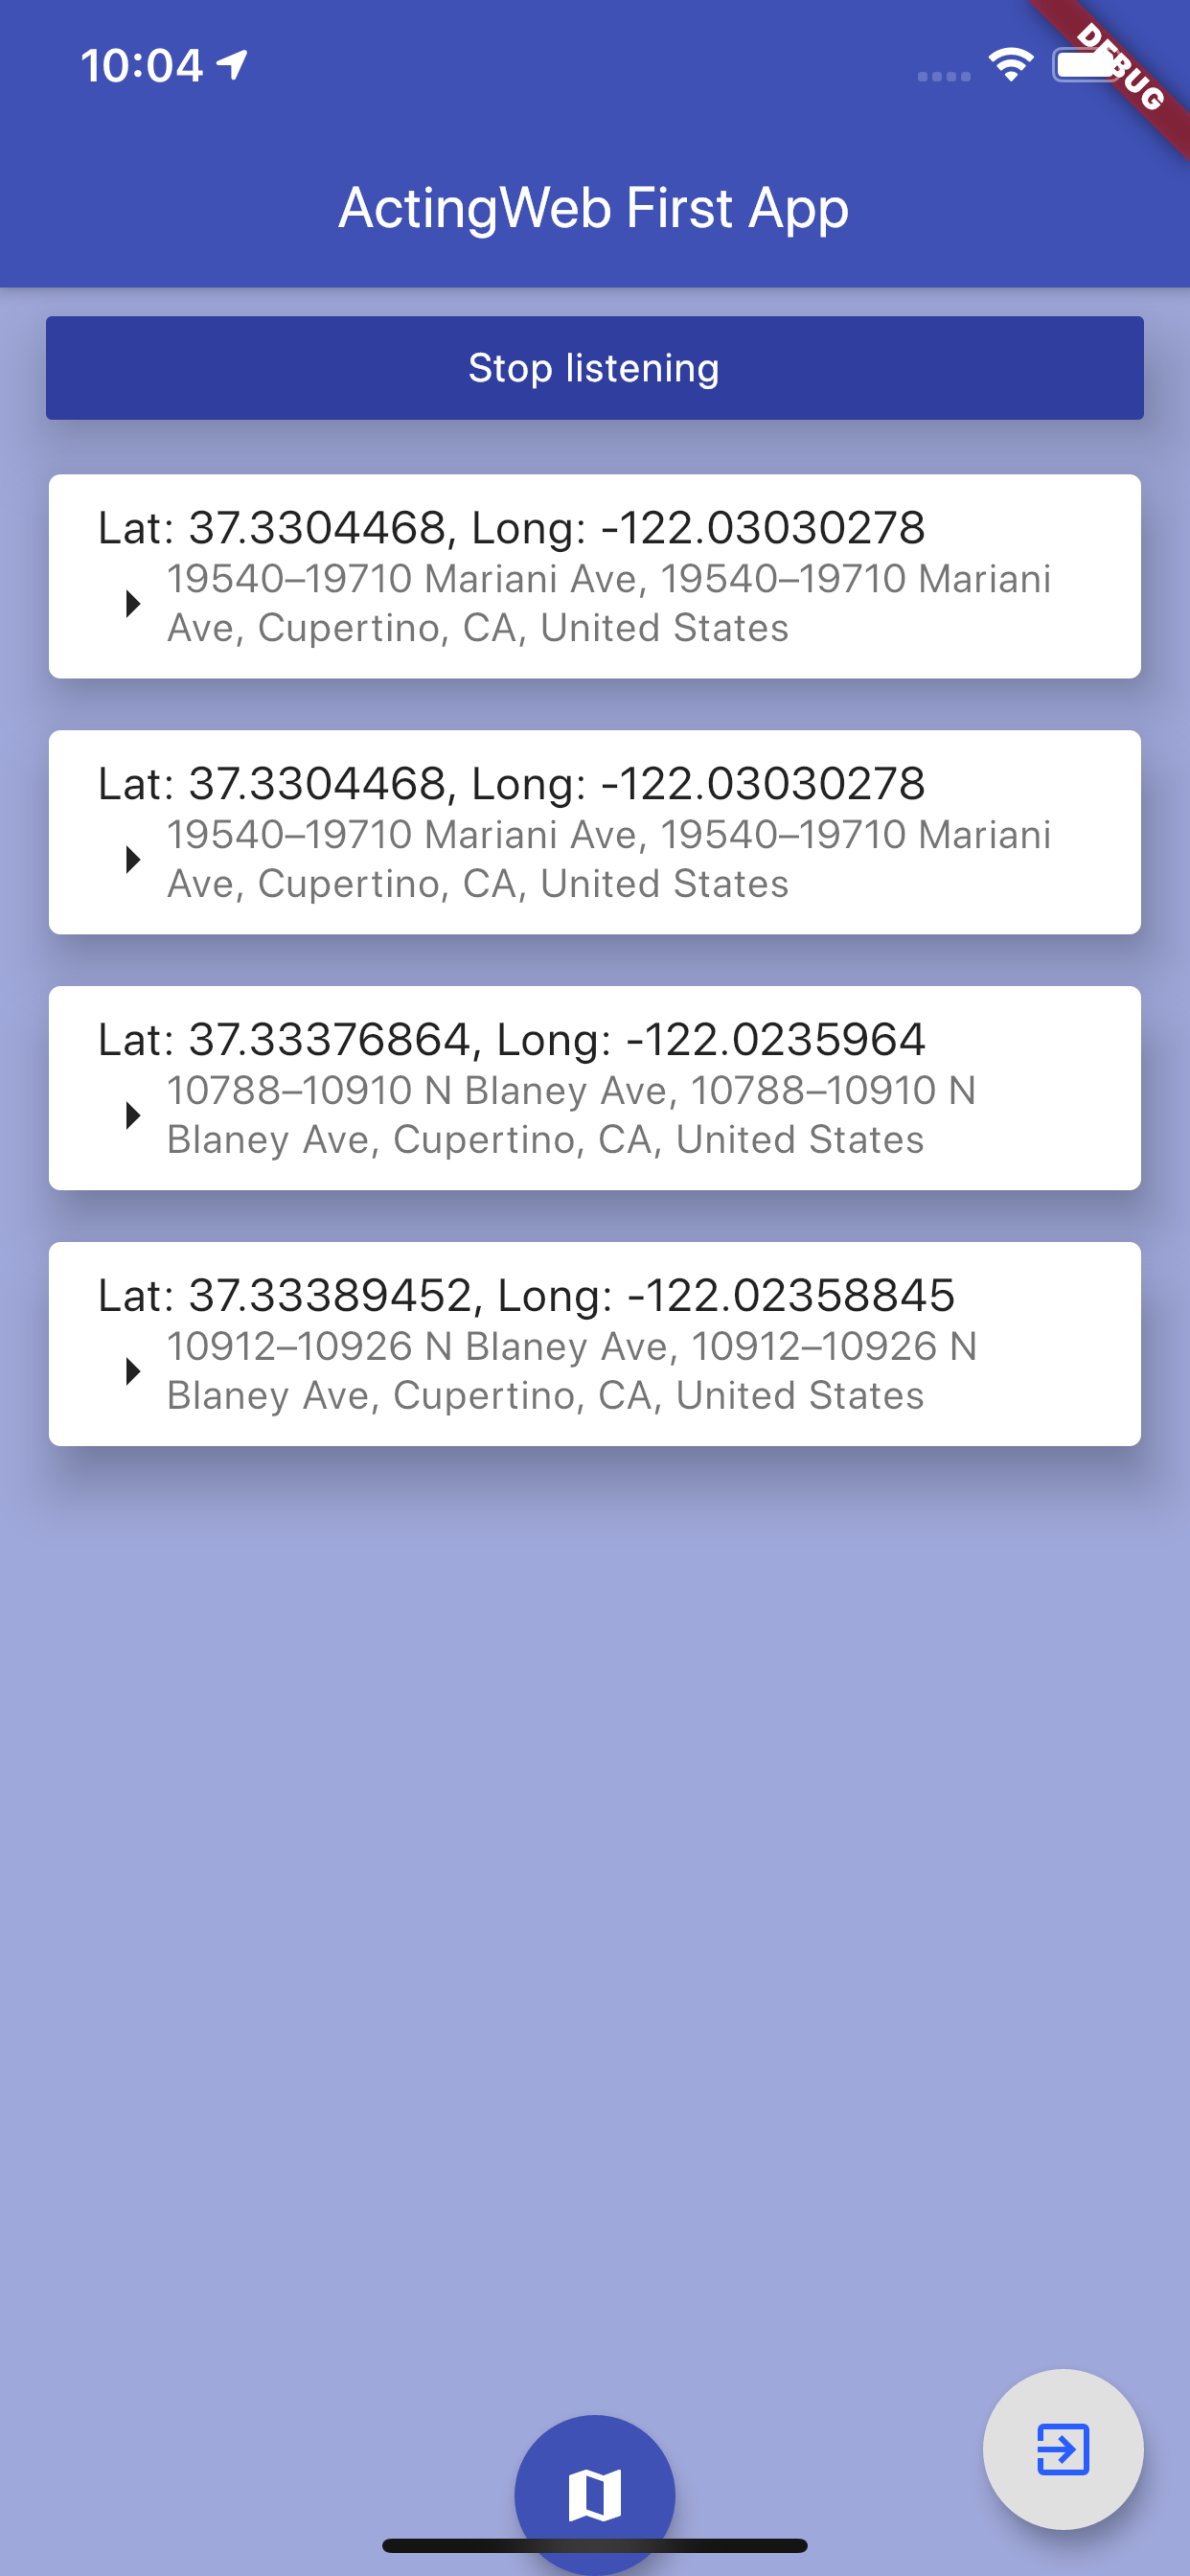 10:04
DEBUG
ActingWeb First App
Stop listening
Lat: 37.3304468, Long: -122.03030278
19540–19710 Mariani Ave, 19540–19710 Mariani
Ave, Cupertino, CA, United States
Lat: 37.3304468, Long: -122.03030278
19540–19710 Mariani Ave, 19540–19710 Mariani
Ave, Cupertino, CA, United States
Lat: 37.33376864, Long: -122.0235964
10788–10910 N Blaney Ave, 10788–10910 N
Blaney Ave, Cupertino, CA, United States
Lat: 37.33389452, Long: -122.02358845
10912–10926 N Blaney Ave, 10912–10926 N
Blaney Ave, Cupertino, CA, United States